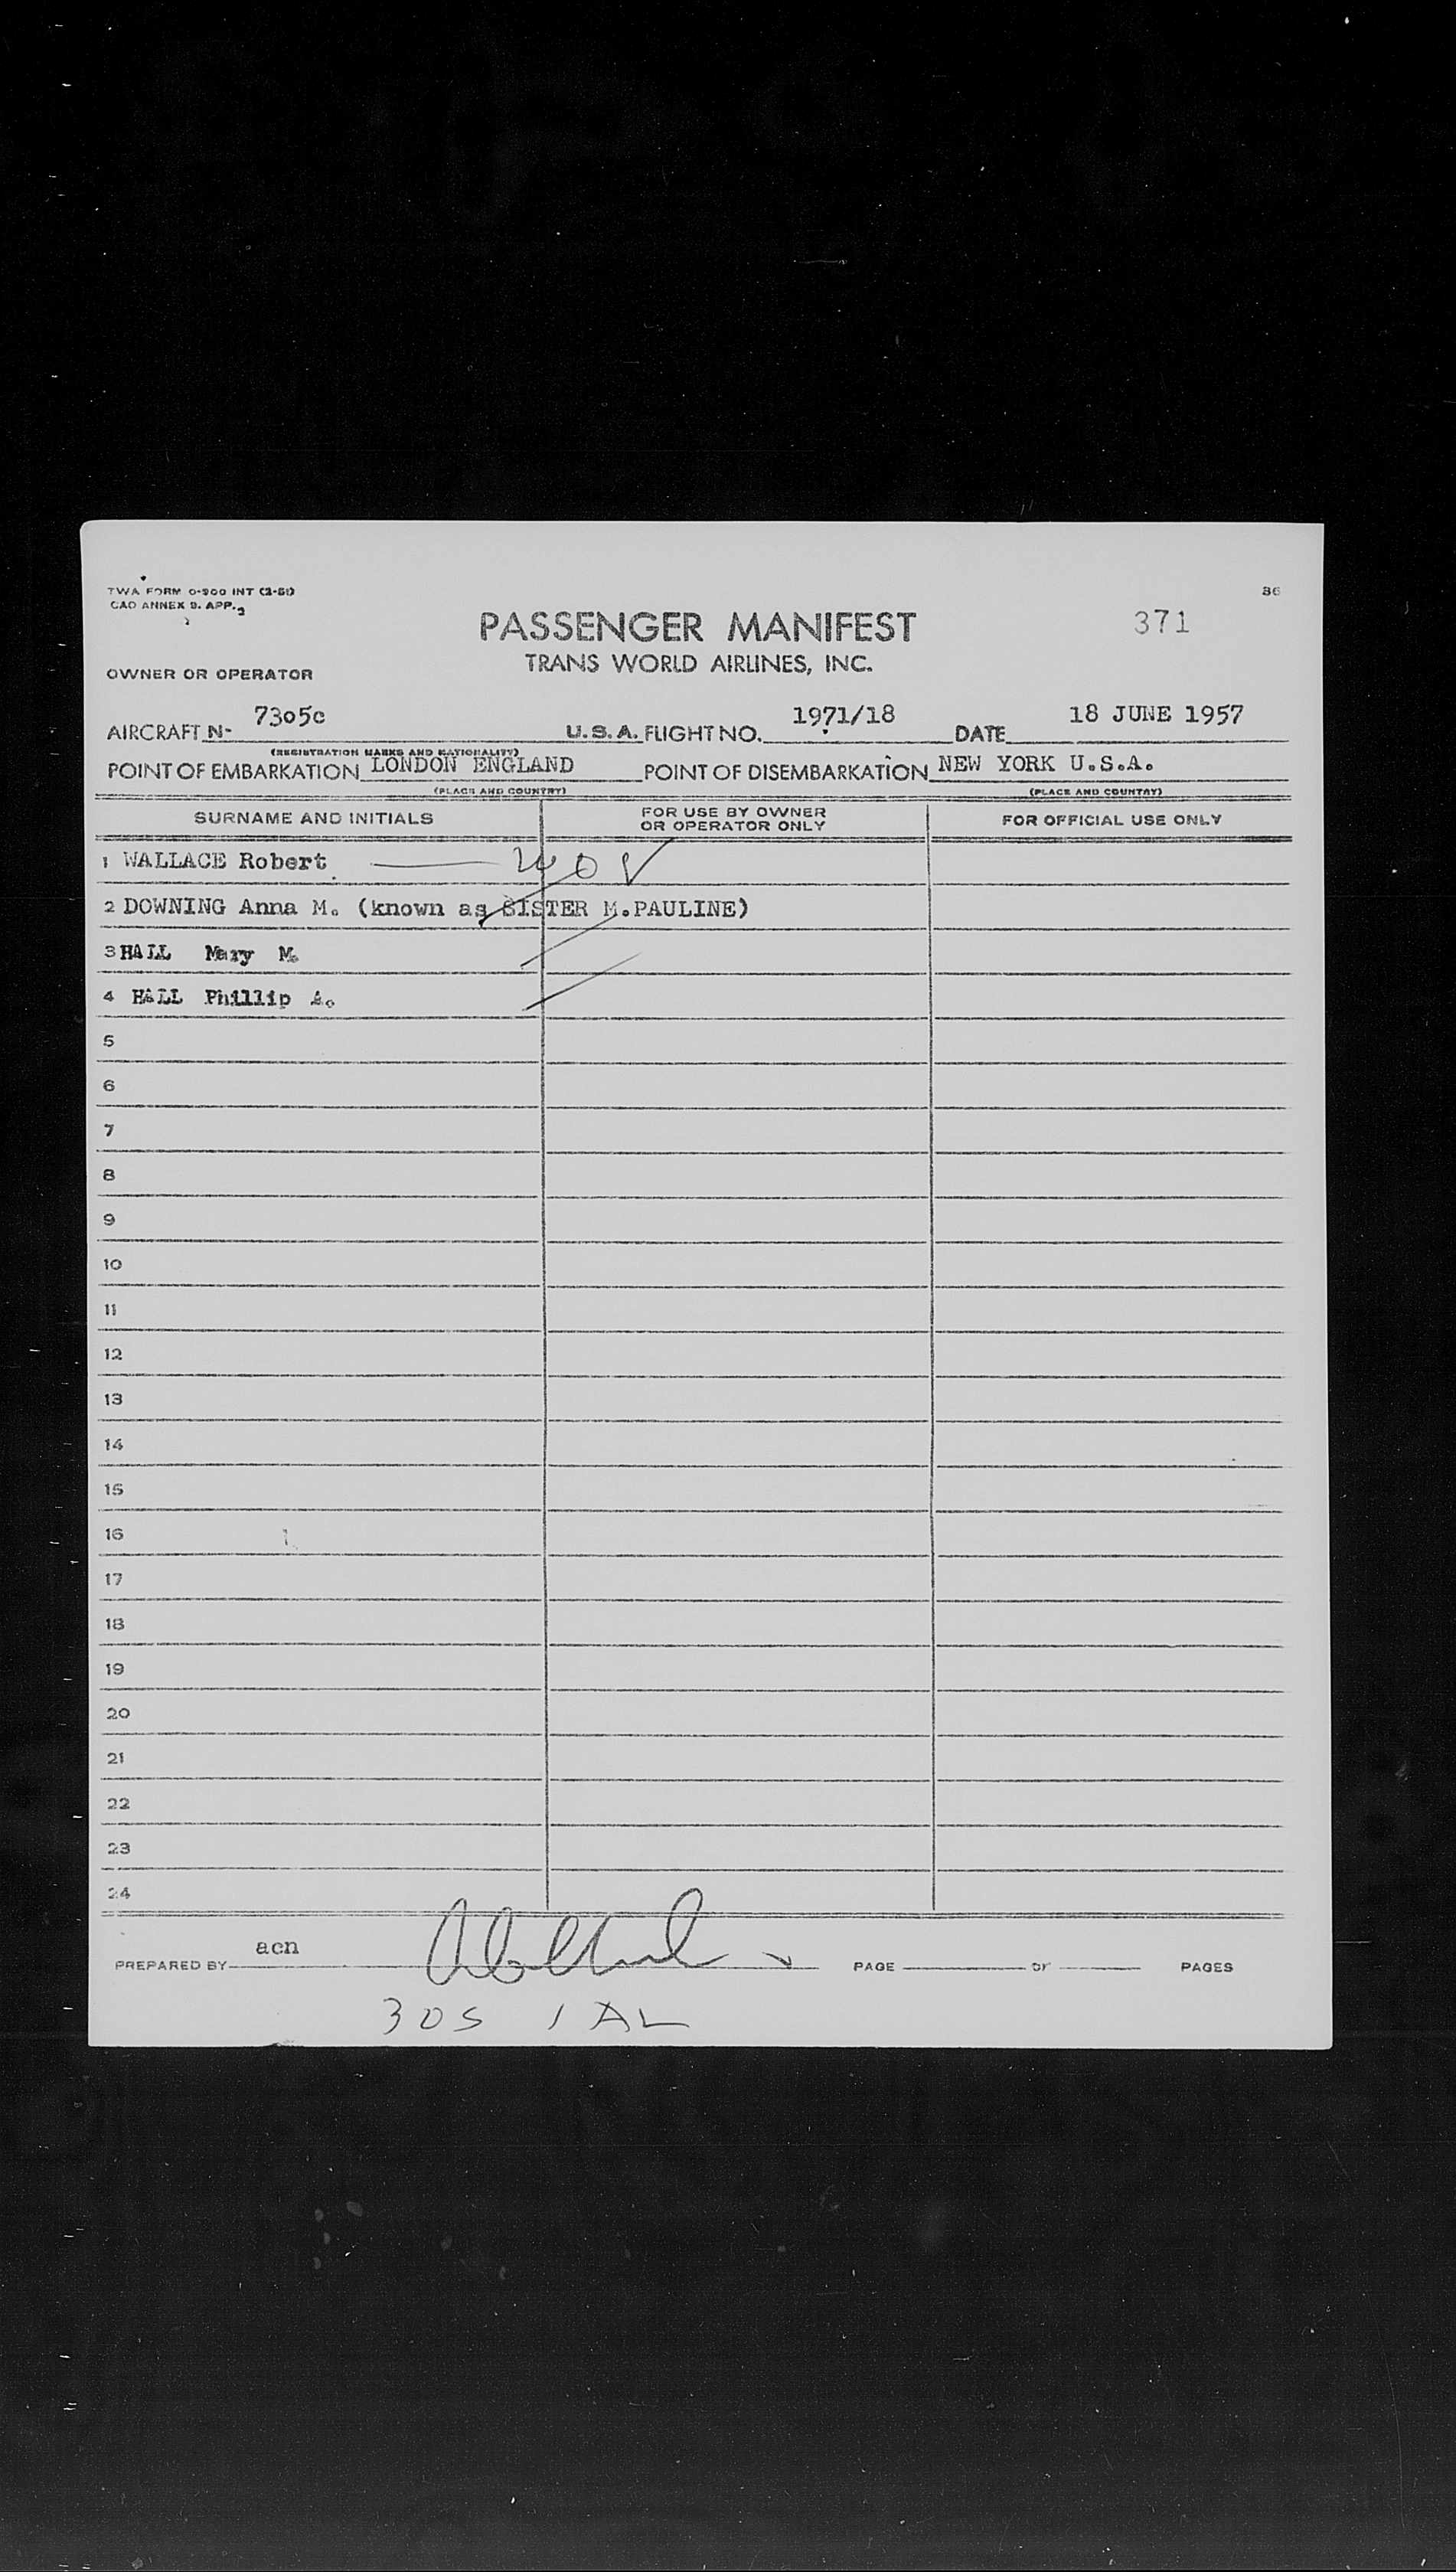 TWA FORM O-900 INT (2-51)
CAO ANNEX 9. APP. 2
86
PASSENGER MANIFEST
371
TRANS WORLD AIRLINES, INC.
OWNER OR OPERATOR
AIRCRAFT N- 7305c U.S.A. FLIGHT NO. 1971/18 DATE 18 JUNE 1957
(REGISTRATION MARKS AND NATIONALITY)
POINT OF EMBARKATION LONDON ENGLAND POINT OF DISEMBARKATION NEW YORK U.S.A.
(PLACE AND COUNTRY) (PLACE AND COUNTRY)
SURNAME AND INITIALS FOR USE BY OWNER OR OPERATOR ONLY FOR OFFICIAL USE ONLY
1 WALLACE Robert
2 DOWNING Anna M. (known as SISTER M.PAULINE)
3 HALL Mary M.
4 HALL Phillip A.
5
6
7
8
9
10
11
12
13
14
15
16
17
18
19
20
21
22
23
24
PREPARED BY acn PAGE OF PAGES
3 US 1 AL